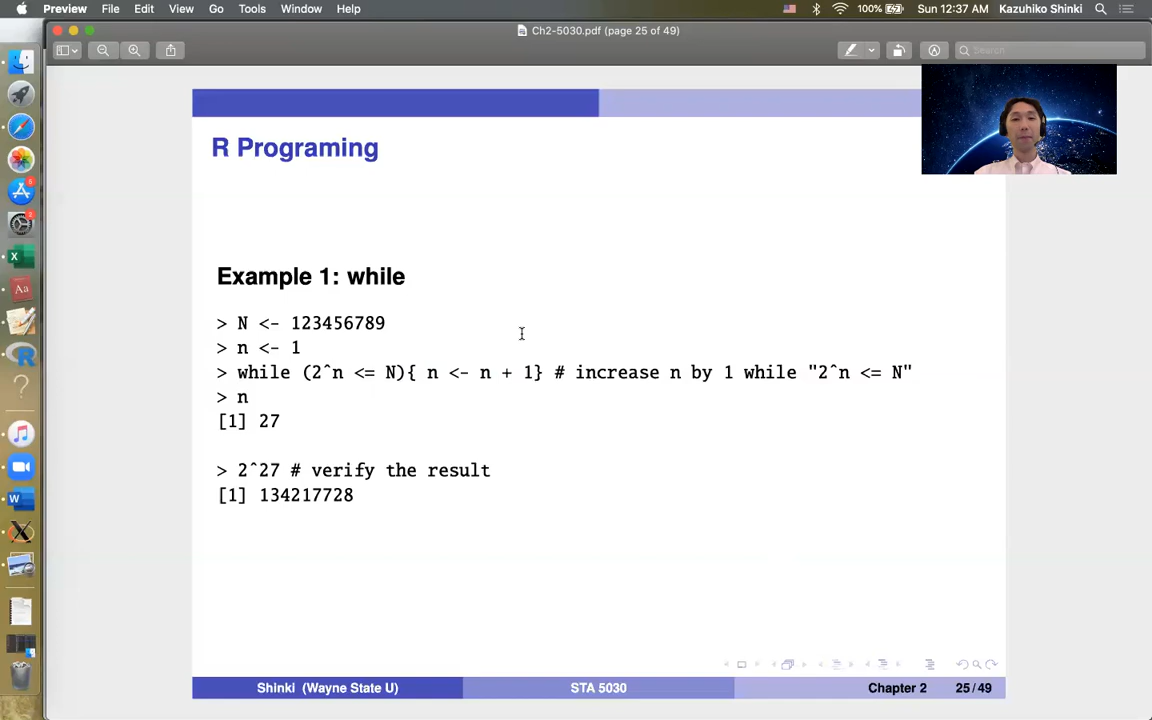 Preview File Edit View Go Tools Window Help 100% Sun 12:37 AM Kazuhiko Shinki
Ch2-5030.pdf (page 25 of 49)
Search
R Programing
Example 1: while
> N <- 123456789
> n <- 1
> while (2^n <= N){ n <- n + 1} # increase n by 1 while "2^n <= N"
> n
[1] 27
> 2^27 # verify the result
[1] 134217728
Shinki (Wayne State U) STA 5030 Chapter 2 25/49